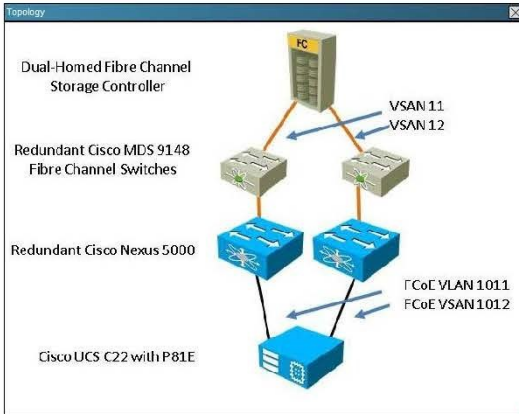 Topology
FC
Dual-Homed Fibre Channel
Storage Controller
VSAN 11
VSAN 12
Redundant Cisco MDS 9148
Fibre Channel Switches
Redundant Cisco Nexus 5000
FCoE VLAN 1011
FCoE VSAN 1012
Cisco UCS C22 with P81E